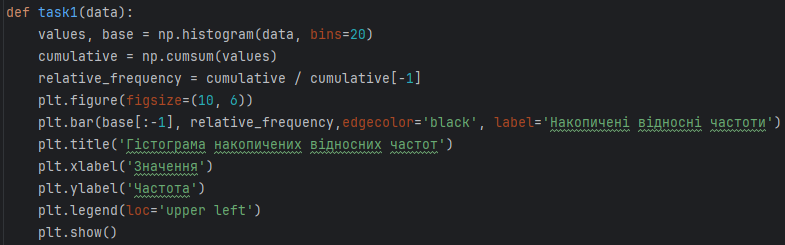 def task1(data):
    values, base = np.histogram(data, bins=20)
    cumulative = np.cumsum(values)
    relative_frequency = cumulative / cumulative[-1]
    plt.figure(figsize=(10, 6))
    plt.bar(base[:-1], relative_frequency,edgecolor='black', label='Накопичені відносні частоти')
    plt.title('Гістограма накопичених відносних частот')
    plt.xlabel('Значення')
    plt.ylabel('Частота')
    plt.legend(loc='upper left')
    plt.show()